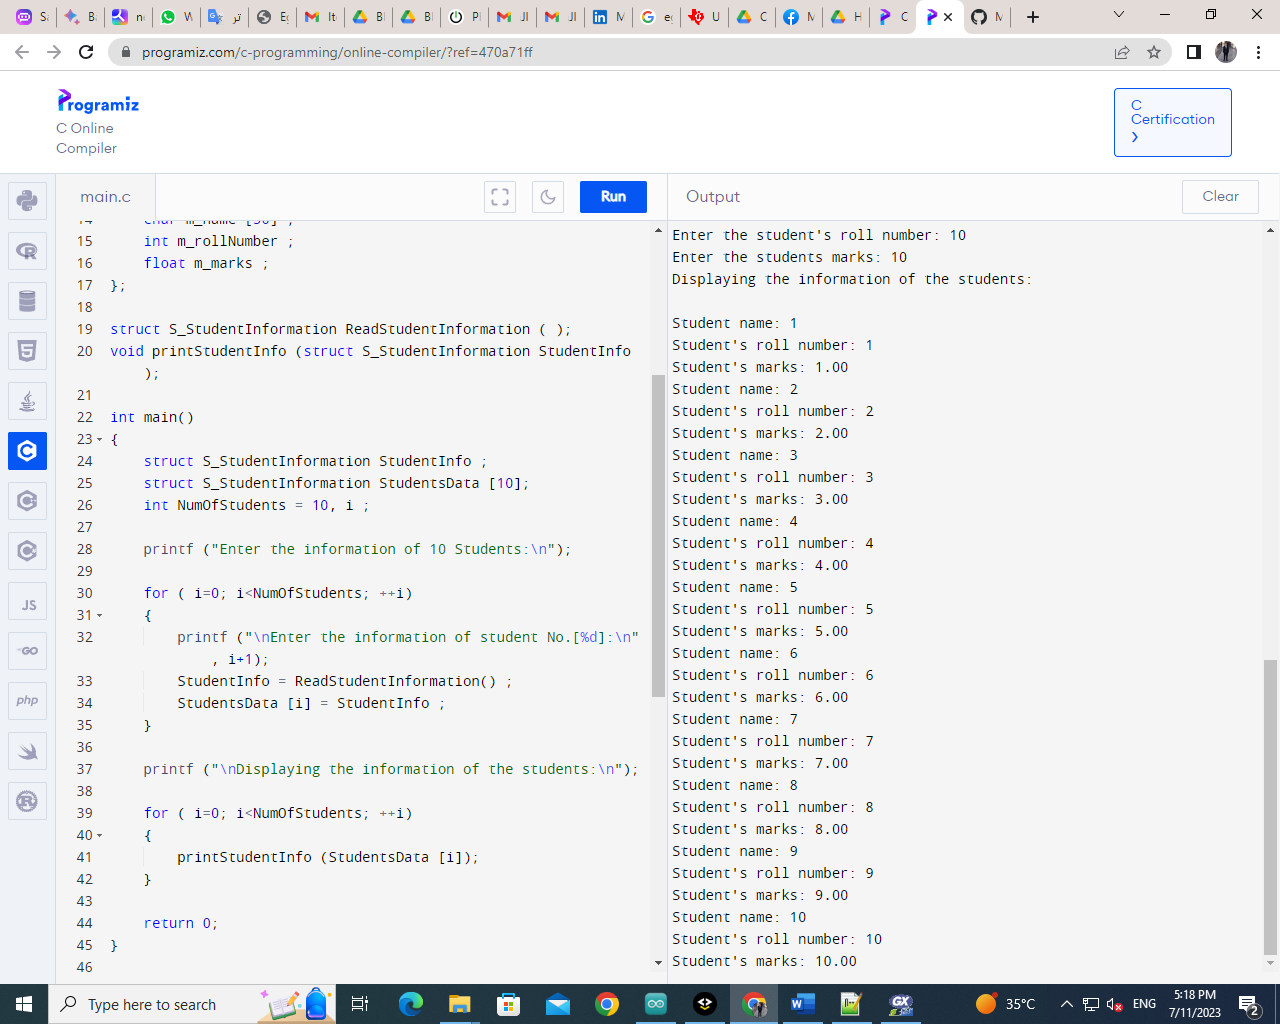 Sa
Ba
ne
W
تر
Eg
Ito
Bl
Bl
Pl
JI
JI
M
eg
U
C
M
H
C
P
M
programiz.com/c-programming/online-compiler/?ref=470a71ff
Programiz
C Online
Compiler
C
Certification
main.c
Run
Output
Clear
14 char m_name [50] ;
15 int m_rollNumber ;
16 float m_marks ;
17 };
18
19 struct S_StudentInformation ReadStudentInformation ( );
20 void printStudentInfo (struct S_StudentInformation StudentInfo
);
21
22 int main()
23 {
24 struct S_StudentInformation StudentInfo ;
25 struct S_StudentInformation StudentsData [10];
26 int NumOfStudents = 10, i ;
27
28 printf ("Enter the information of 10 Students:\n");
29
30 for ( i=0; i<NumOfStudents; ++i)
31 {
32 printf ("\nEnter the information of student No.[%d]:\n"
, i+1);
33 StudentInfo = ReadStudentInformation() ;
34 StudentsData [i] = StudentInfo ;
35 }
36
37 printf ("\nDisplaying the information of the students:\n");
38
39 for ( i=0; i<NumOfStudents; ++i)
40 {
41 printStudentInfo (StudentsData [i]);
42 }
43
44 return 0;
45 }
46
Enter the student's roll number: 10
Enter the students marks: 10
Displaying the information of the students:
Student name: 1
Student's roll number: 1
Student's marks: 1.00
Student name: 2
Student's roll number: 2
Student's marks: 2.00
Student name: 3
Student's roll number: 3
Student's marks: 3.00
Student name: 4
Student's roll number: 4
Student's marks: 4.00
Student name: 5
Student's roll number: 5
Student's marks: 5.00
Student name: 6
Student's roll number: 6
Student's marks: 6.00
Student name: 7
Student's roll number: 7
Student's marks: 7.00
Student name: 8
Student's roll number: 8
Student's marks: 8.00
Student name: 9
Student's roll number: 9
Student's marks: 9.00
Student name: 10
Student's roll number: 10
Student's marks: 10.00
JS
GO
php
Type here to search
35°C
ENG
5:18 PM
7/11/2023
2